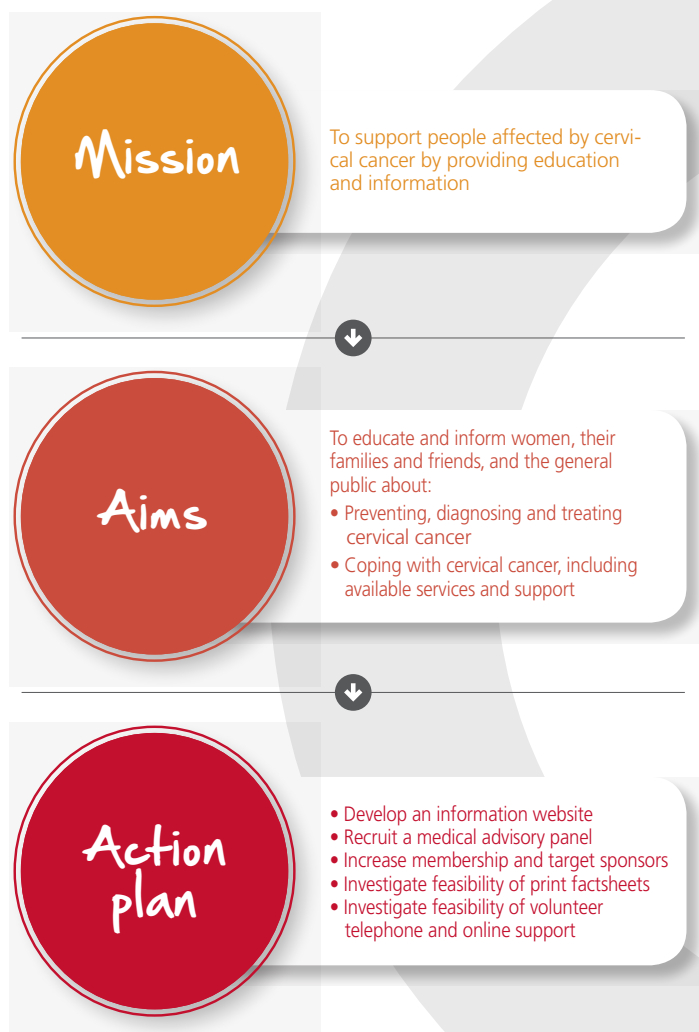 Mission
To support people affected by cervi-
cal cancer by providing education
and information
Aims
To educate and inform women, their
families and friends, and the general
public about:
• Preventing, diagnosing and treating
cervical cancer
• Coping with cervical cancer, including
available services and support
Action
plan
• Develop an information website
• Recruit a medical advisory panel
• Increase membership and target sponsors
• Investigate feasibility of print factsheets
• Investigate feasibility of volunteer
telephone and online support